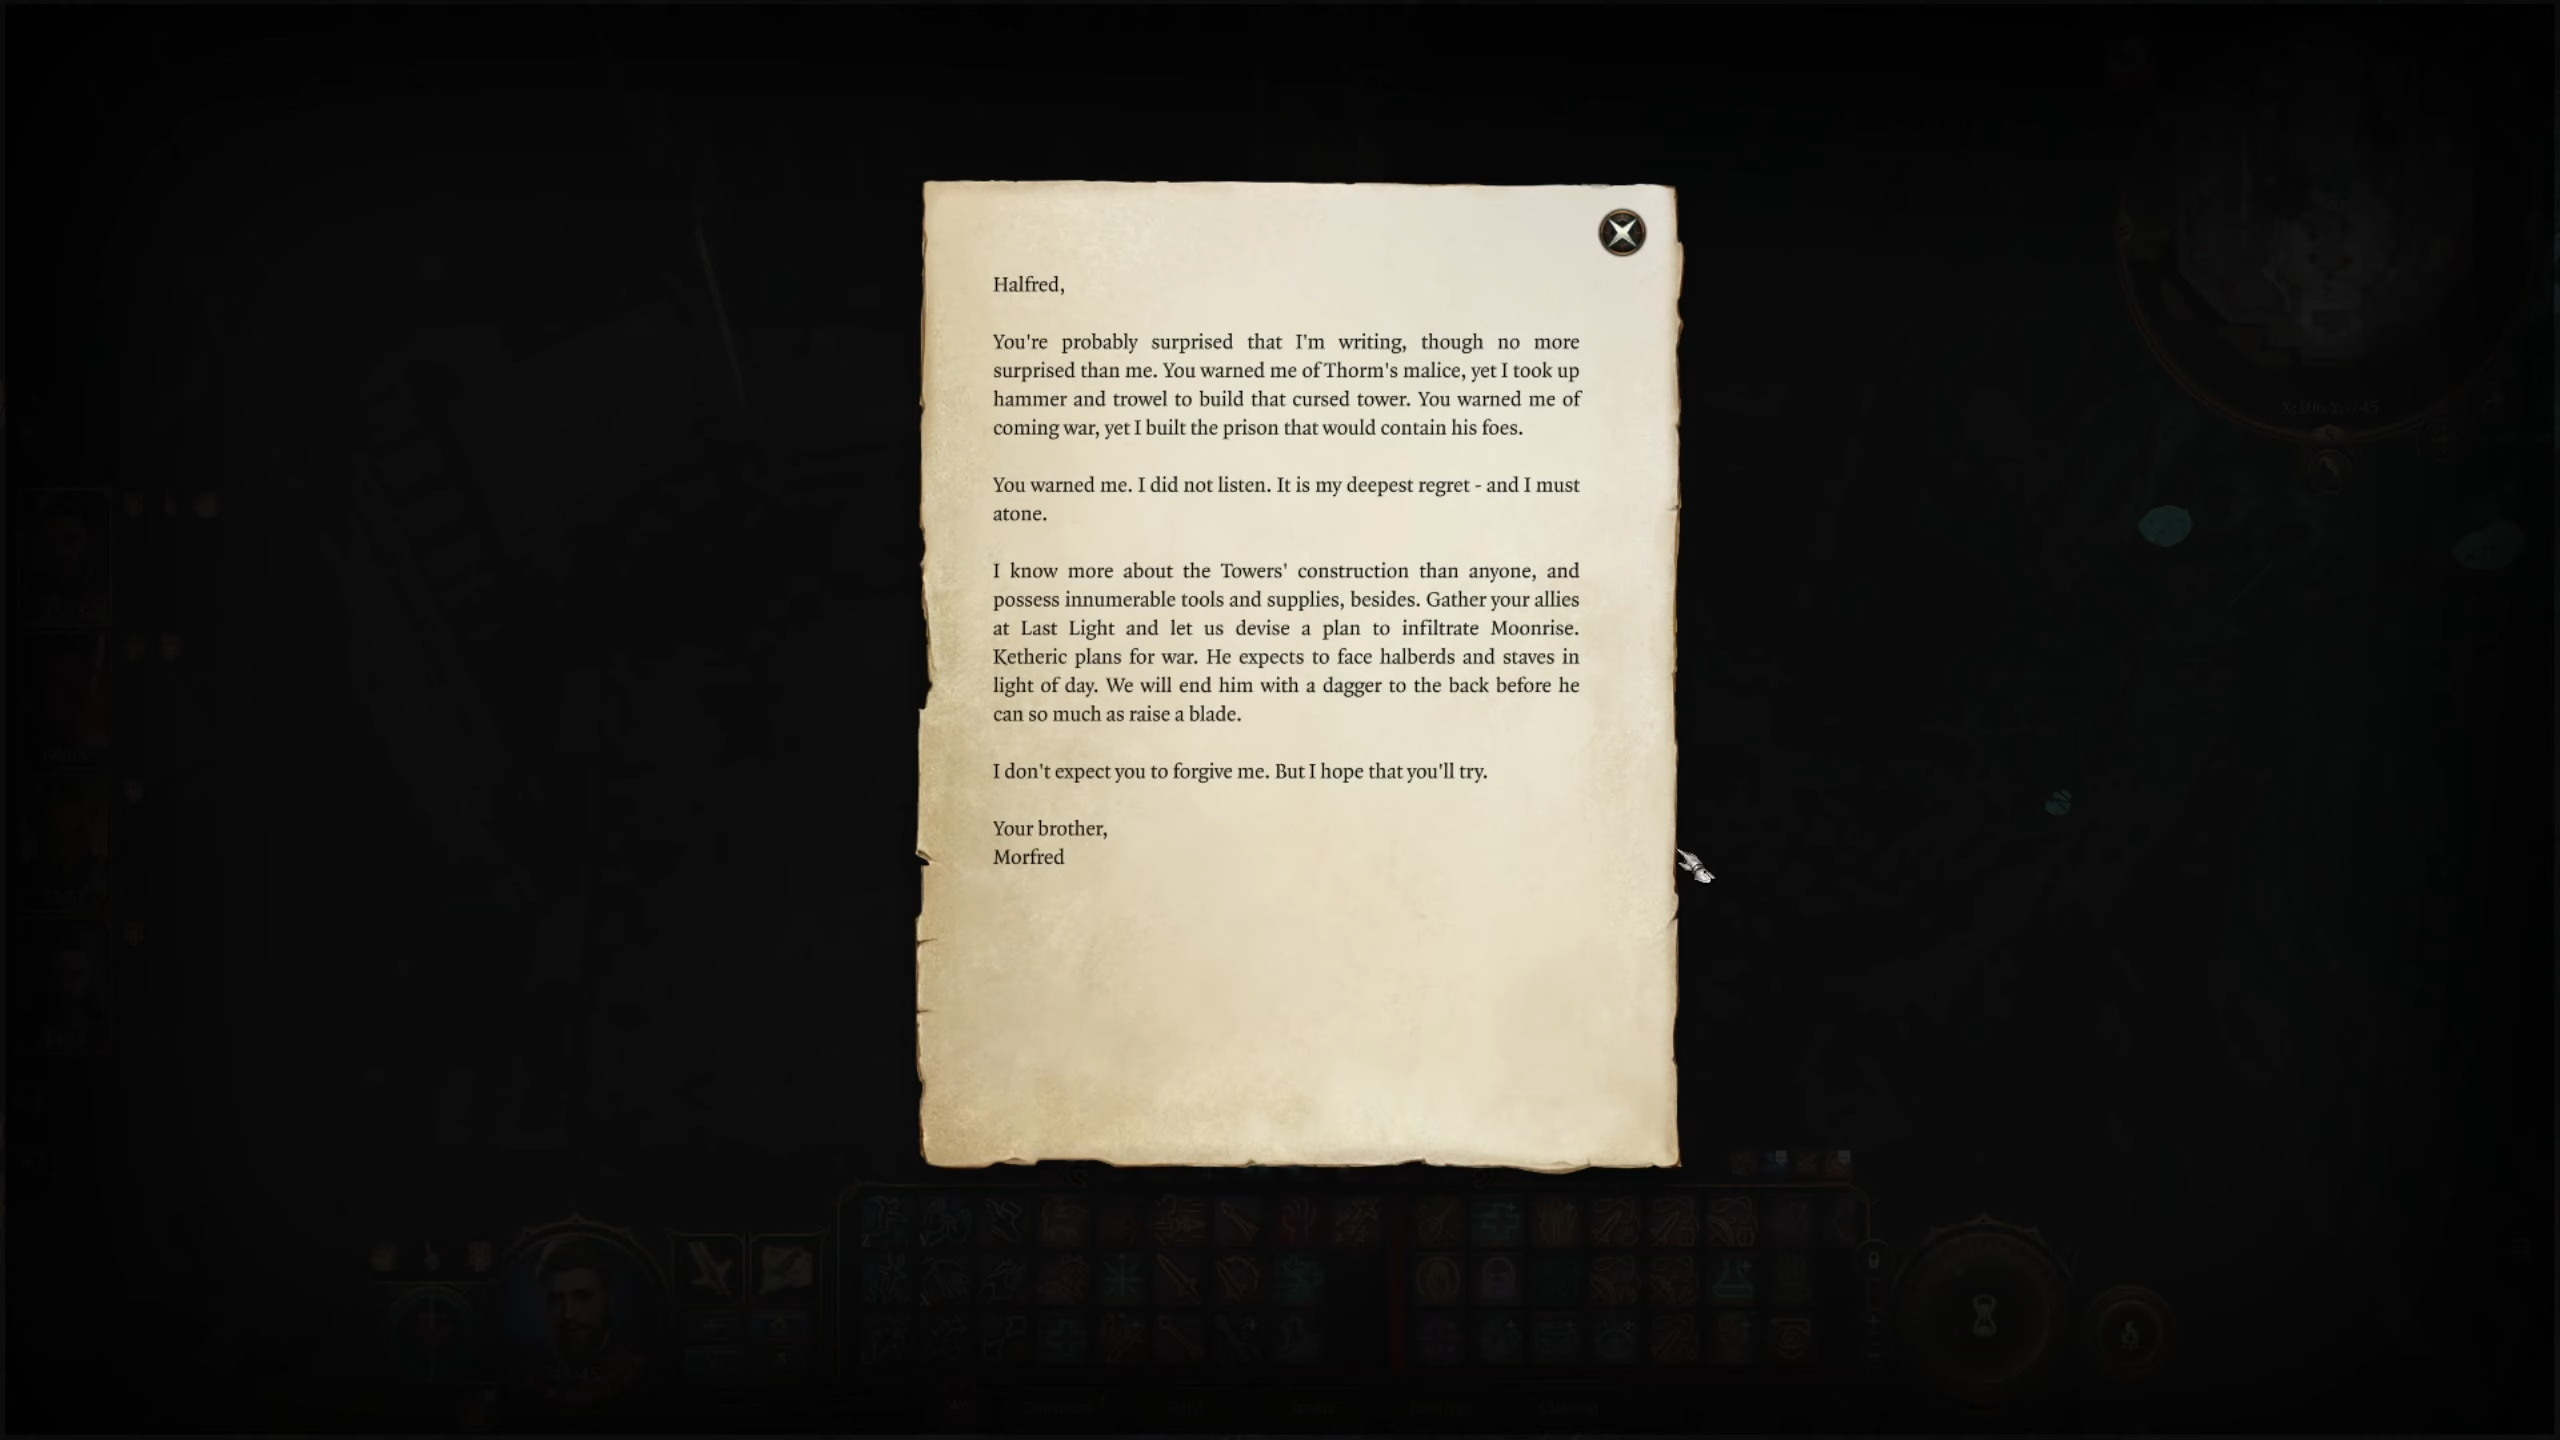 Halfred,
You're probably surprised that I'm writing, though no more
surprised than me. You warned me of Thorm's malice, yet I took up
hammer and trowel to build that cursed tower. You warned me of
coming war, yet I built the prison that would contain his foes.
You warned me. I did not listen. It is my deepest regret - and I must
atone.
I know more about the Towers' construction than anyone, and
possess innumerable tools and supplies, besides. Gather your allies
at Last Light and let us devise a plan to infiltrate Moonrise.
Ketheric plans for war. He expects to face halberds and staves in
light of day. We will end him with a dagger to the back before he
can so much as raise a blade.
I don't expect you to forgive me. But I hope that you'll try.
Your brother,
Morfred